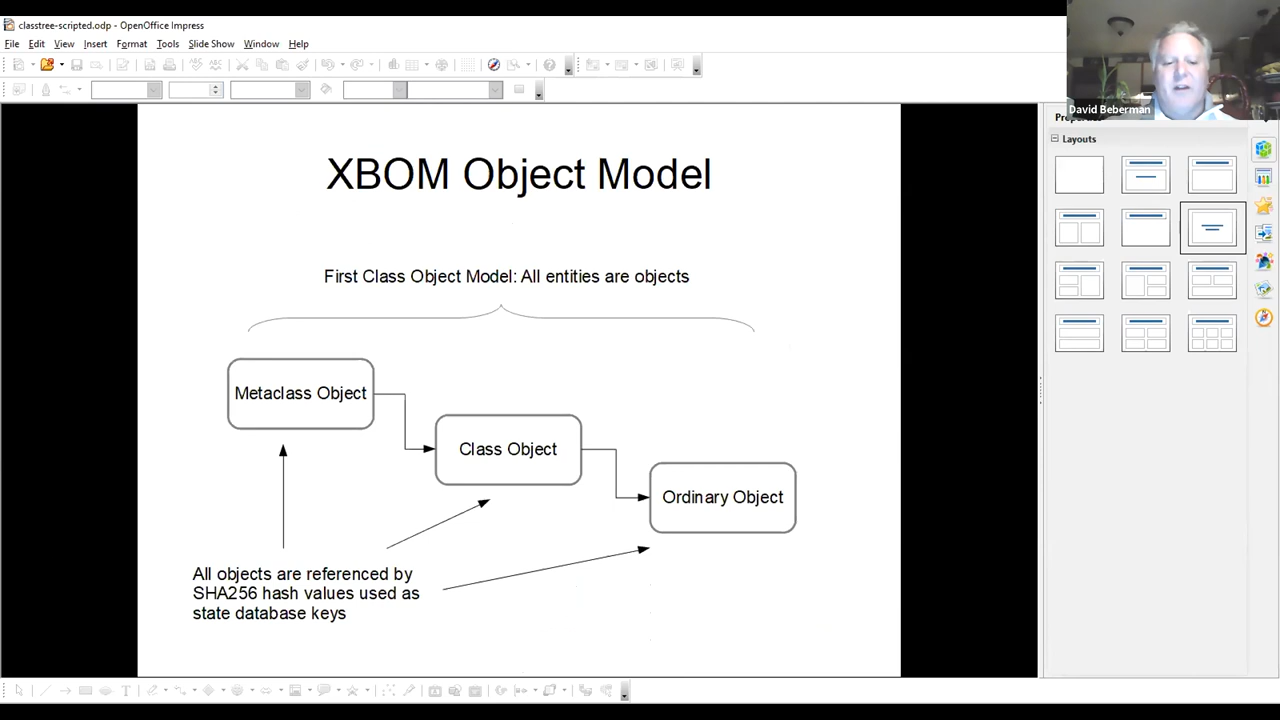 classtree-scripted.odp - OpenOffice Impress
File Edit View Insert Format Tools Slide Show Window Help
David Beberman
Layouts
XBOM Object Model
First Class Object Model: All entities are objects
Metaclass Object
Class Object
Ordinary Object
All objects are referenced by
SHA256 hash values used as
state database keys